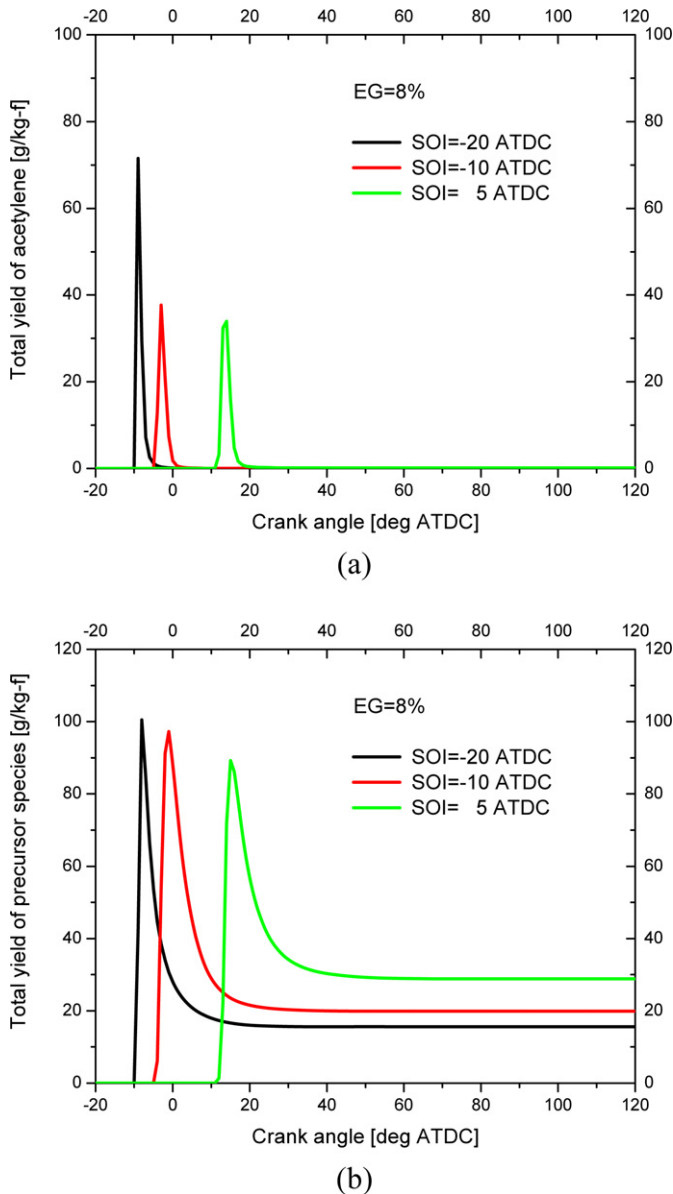 -20 0 20 40 60 80 100 120
100 100
80 80
60 60
40 40
20 20
0 0
-20 0 20 40 60 80 100 120
Total yield of acetylene [g/kg-f]
EG=8%
SOI=-20 ATDC
SOI=-10 ATDC
SOI= 5 ATDC
Crank angle [deg ATDC]
(a)
-20 0 20 40 60 80 100 120
120 120
100 100
80 80
60 60
40 40
20 20
0 0
-20 0 20 40 60 80 100 120
Total yield of precursor species [g/kg-f]
EG=8%
SOI=-20 ATDC
SOI=-10 ATDC
SOI= 5 ATDC
Crank angle [deg ATDC]
(b)